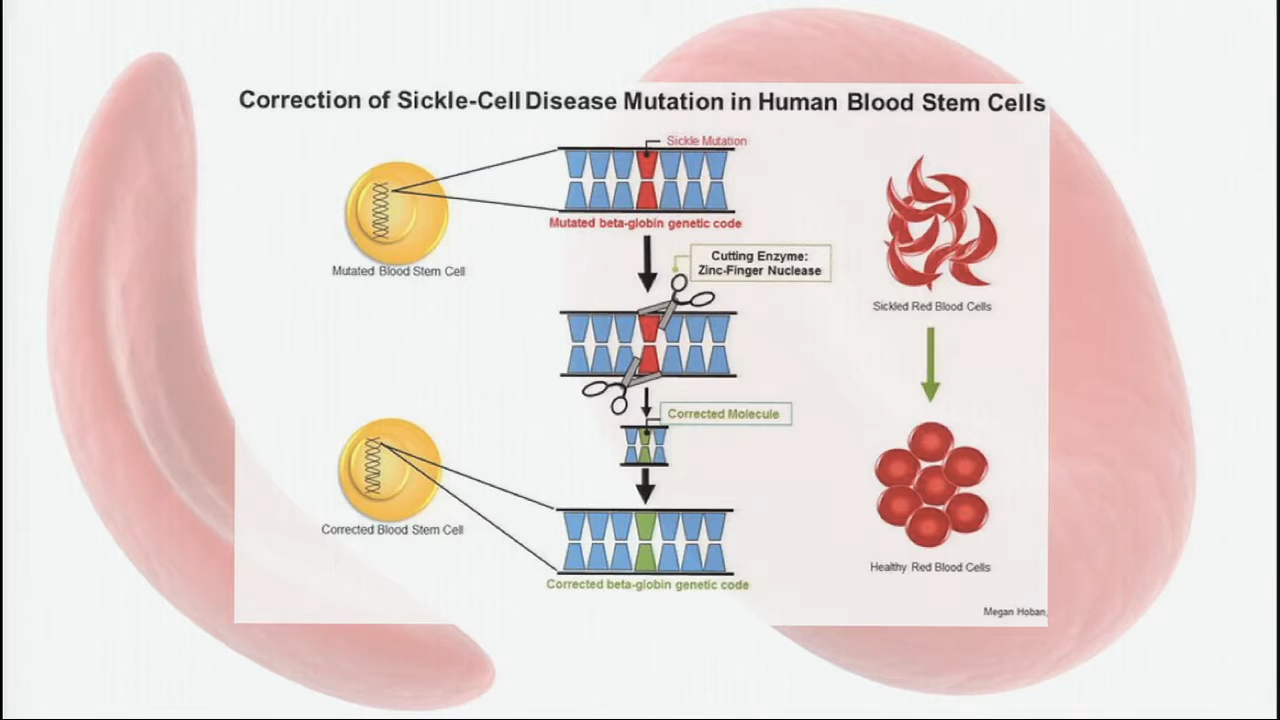 Correction of Sickle-Cell Disease Mutation in Human Blood Stem Cells
Sickle Mutation
Mutated beta-globin genetic code
Mutated Blood Stem Cell
Cutting Enzyme:
Zinc-Finger Nuclease
Sickled Red Blood Cells
Corrected Molecule
Corrected Blood Stem Cell
Corrected beta-globin genetic code
Healthy Red Blood Cells
Megan Hoban,